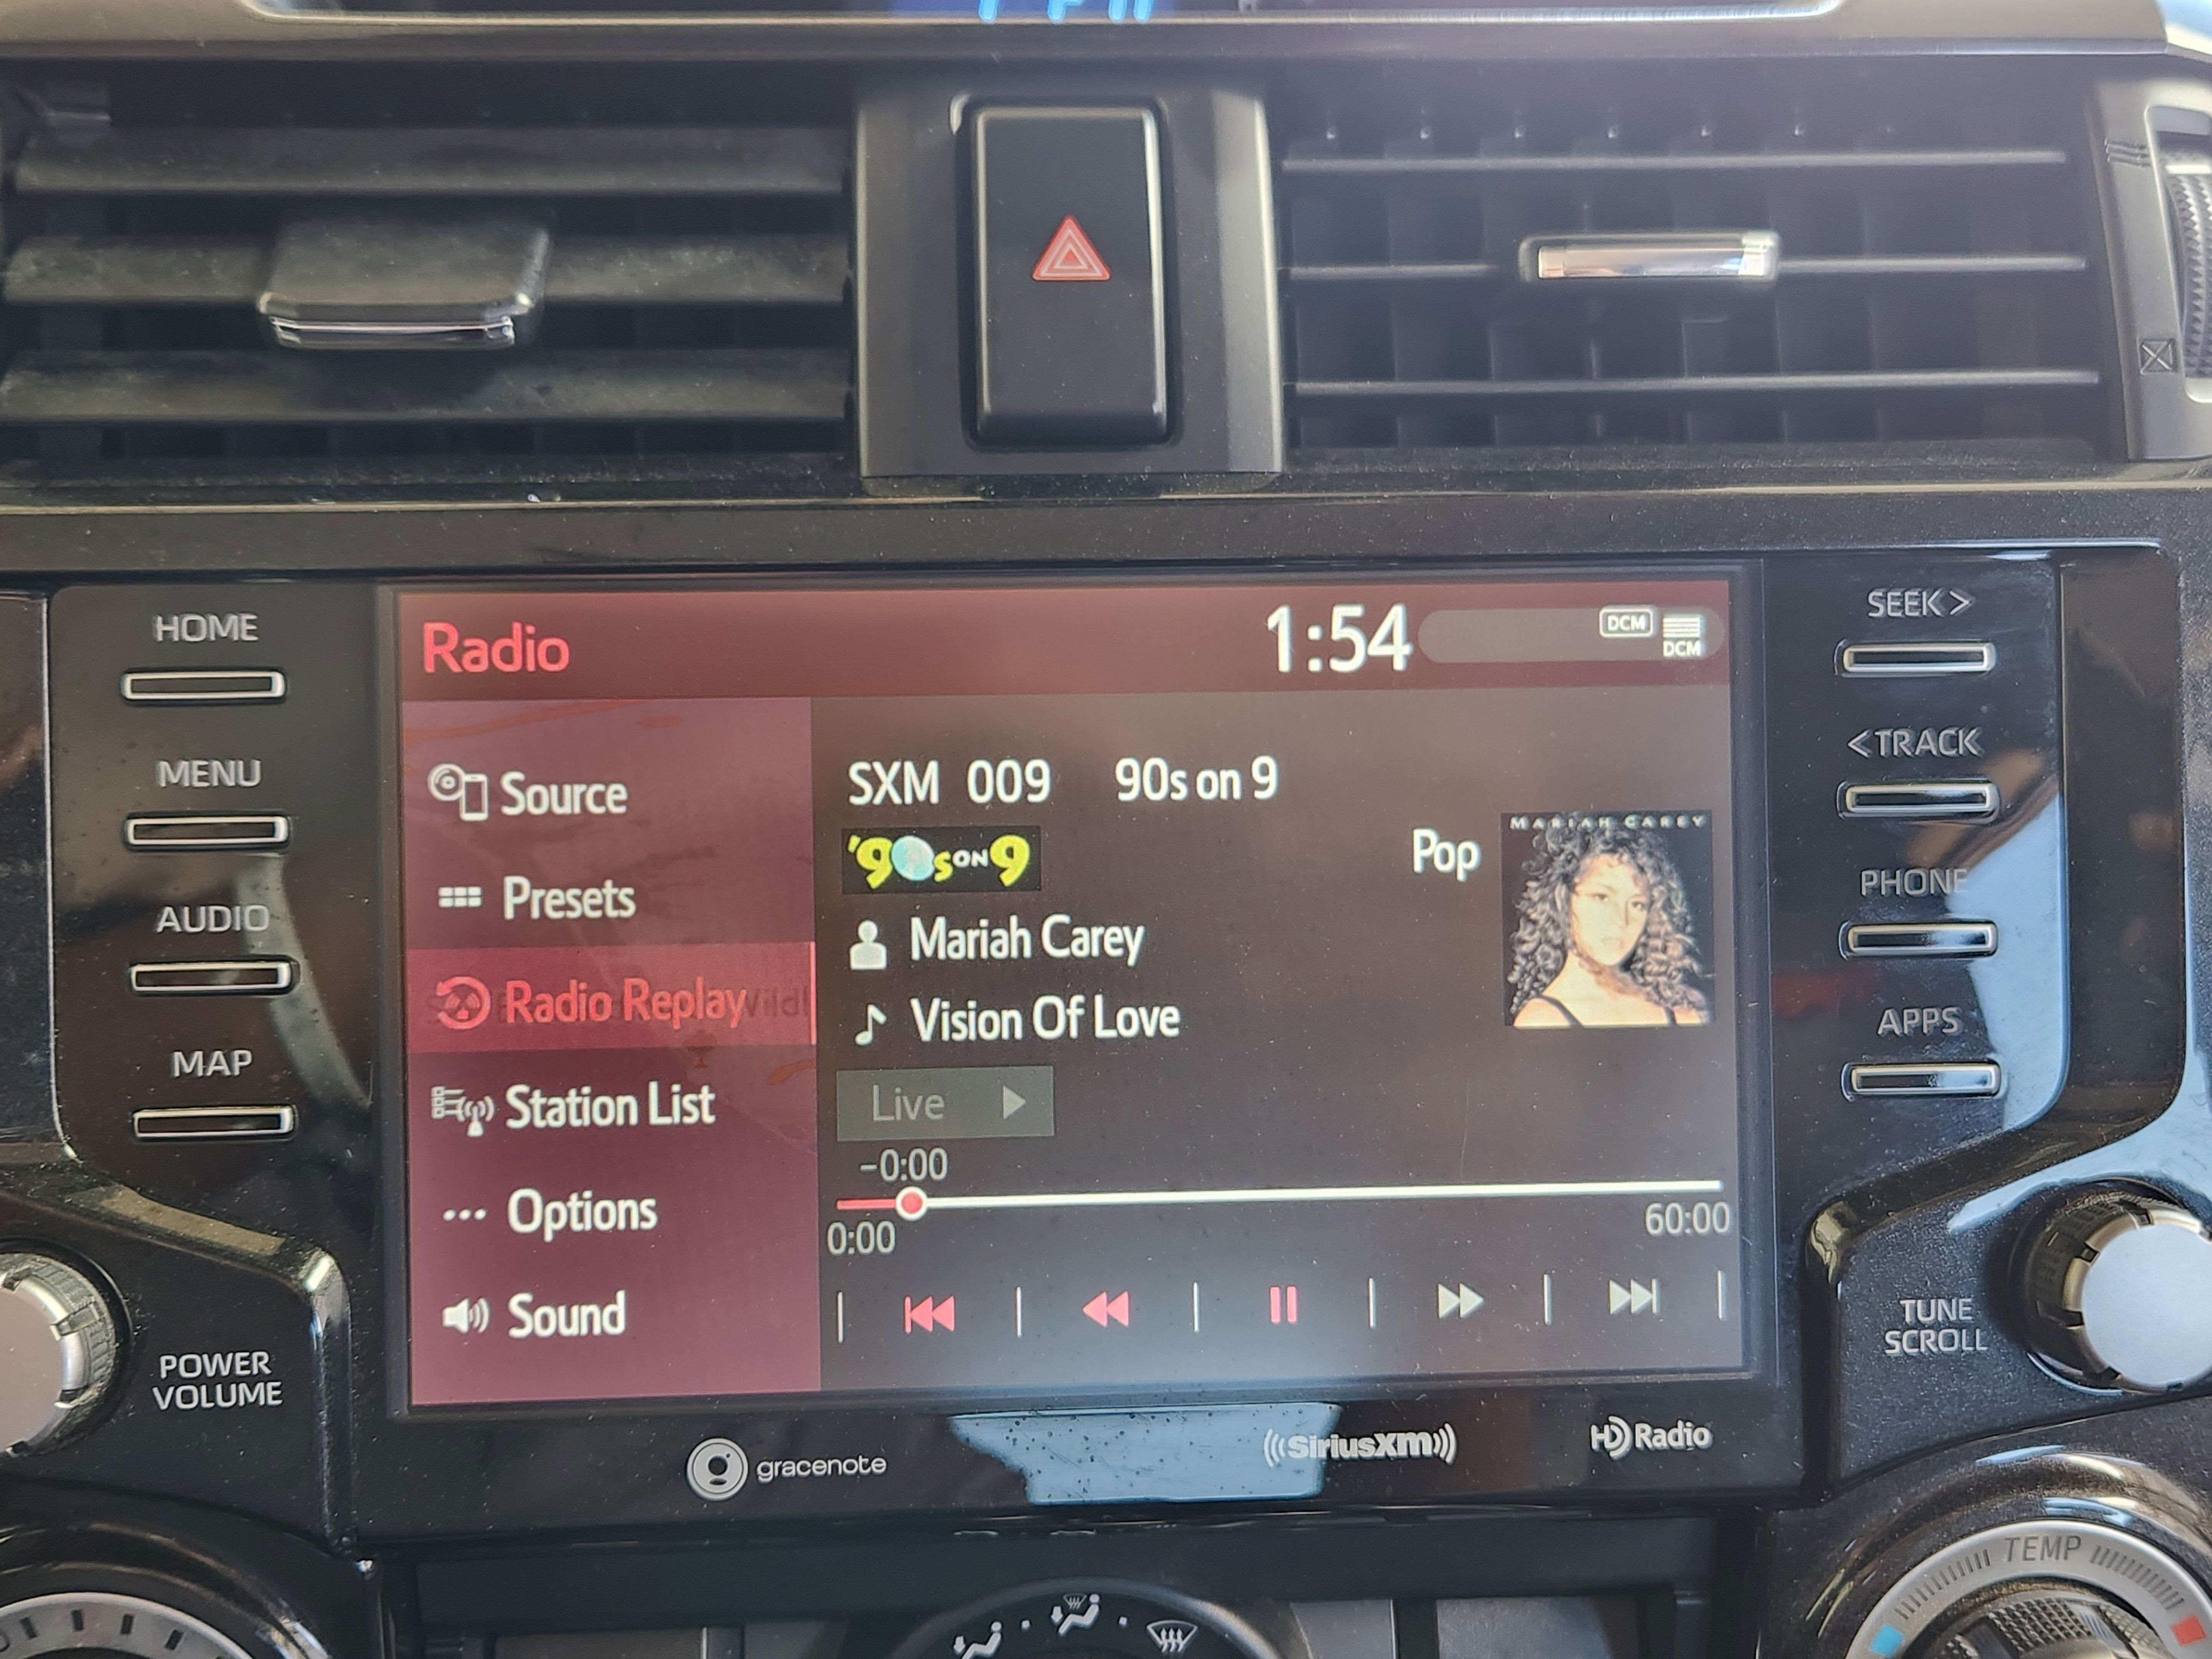 HOME
MENU
AUDIO
MAP
POWER
VOLUME
Radio
1:54
DCM
DCM
Source
Presets
Radio Replay
Station List
Options
Sound
SXM 009 90s on 9
'90s ON 9
Pop
MARIAH CAREY
Mariah Carey
Vision Of Love
Live
-0:00
0:00
60:00
SEEK >
< TRACK
PHONE
APPS
TUNE
SCROLL
gracenote
SiriusXM
HD Radio
TEMP